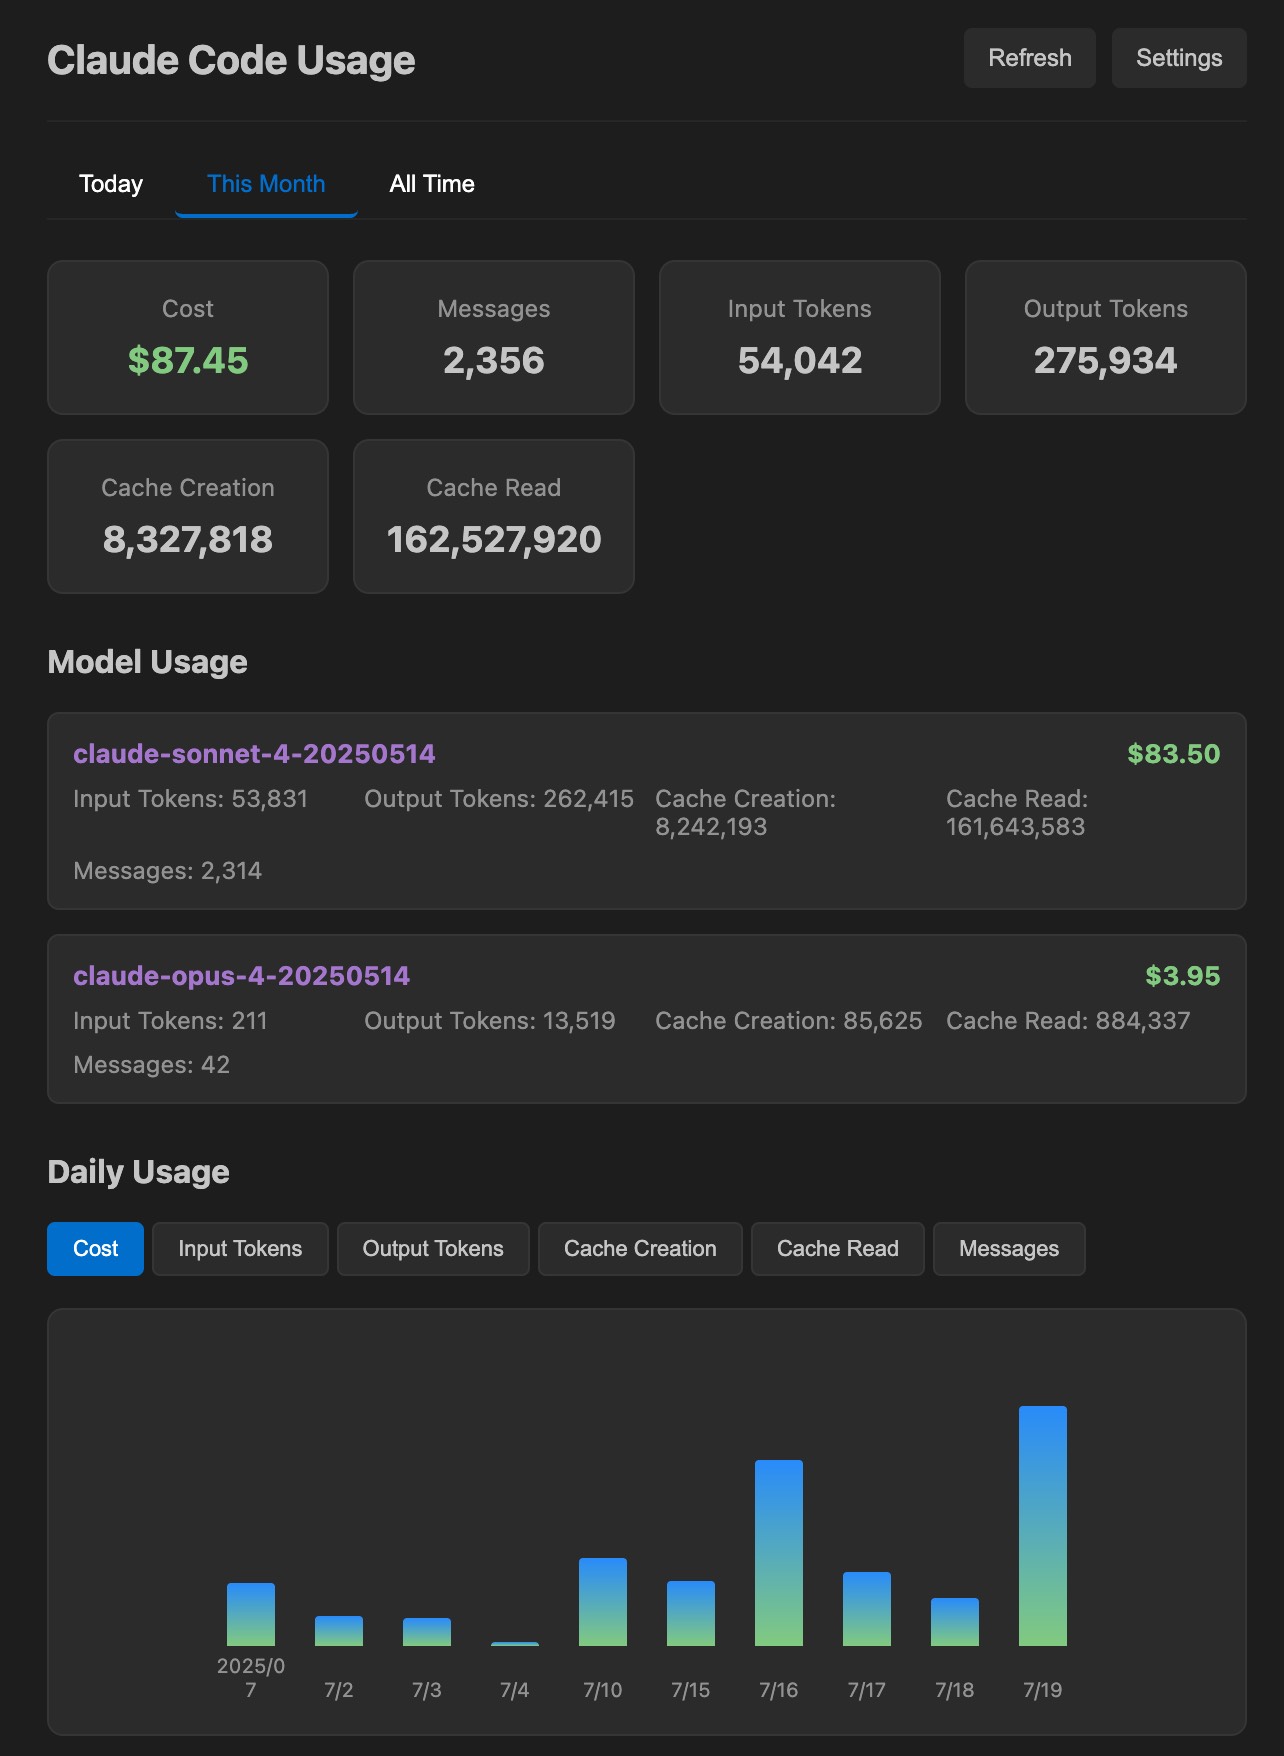 Claude Code Usage
Refresh
Settings
Today
This Month
All Time
Cost
$87.45
Messages
2,356
Input Tokens
54,042
Output Tokens
275,934
Cache Creation
8,327,818
Cache Read
162,527,920
Model Usage
claude-sonnet-4-20250514
$83.50
Input Tokens: 53,831
Output Tokens: 262,415
Cache Creation:
8,242,193
Cache Read:
161,643,583
Messages: 2,314
claude-opus-4-20250514
$3.95
Input Tokens: 211
Output Tokens: 13,519
Cache Creation: 85,625
Cache Read: 884,337
Messages: 42
Daily Usage
Cost
Input Tokens
Output Tokens
Cache Creation
Cache Read
Messages
2025/0
7
7/2
7/3
7/4
7/10
7/15
7/16
7/17
7/18
7/19